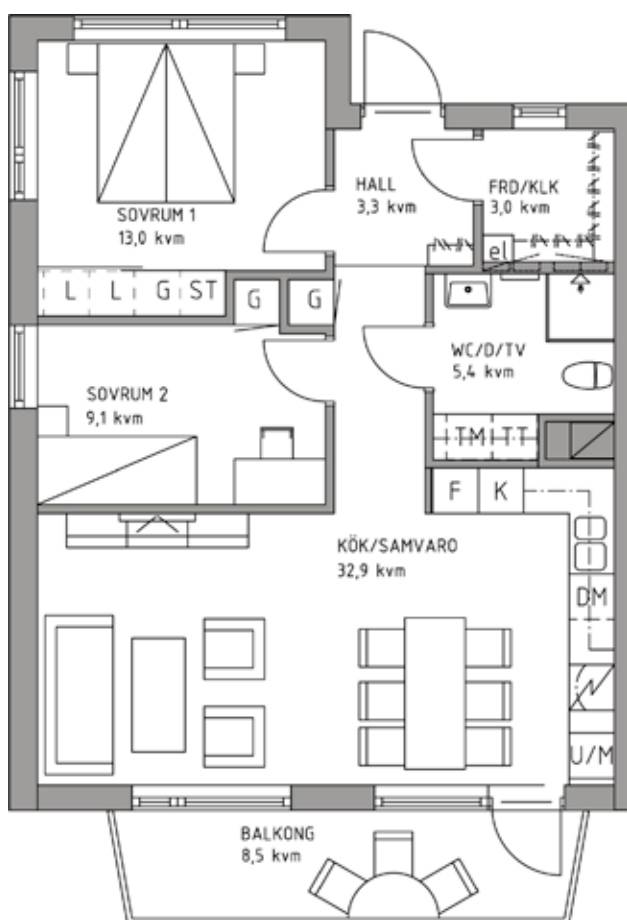 SOVRUM 1
13,0 kvm
HALL
3,3 kvm
FRD/KLK
3,0 kvm
el
L L G ST
G
G
WC/D/TV
5,4 kvm
SOVRUM 2
9,1 kvm
TM TT
F K
KÖK/SAMVARO
32,9 kvm
DM
U/M
BALKONG
8,5 kvm